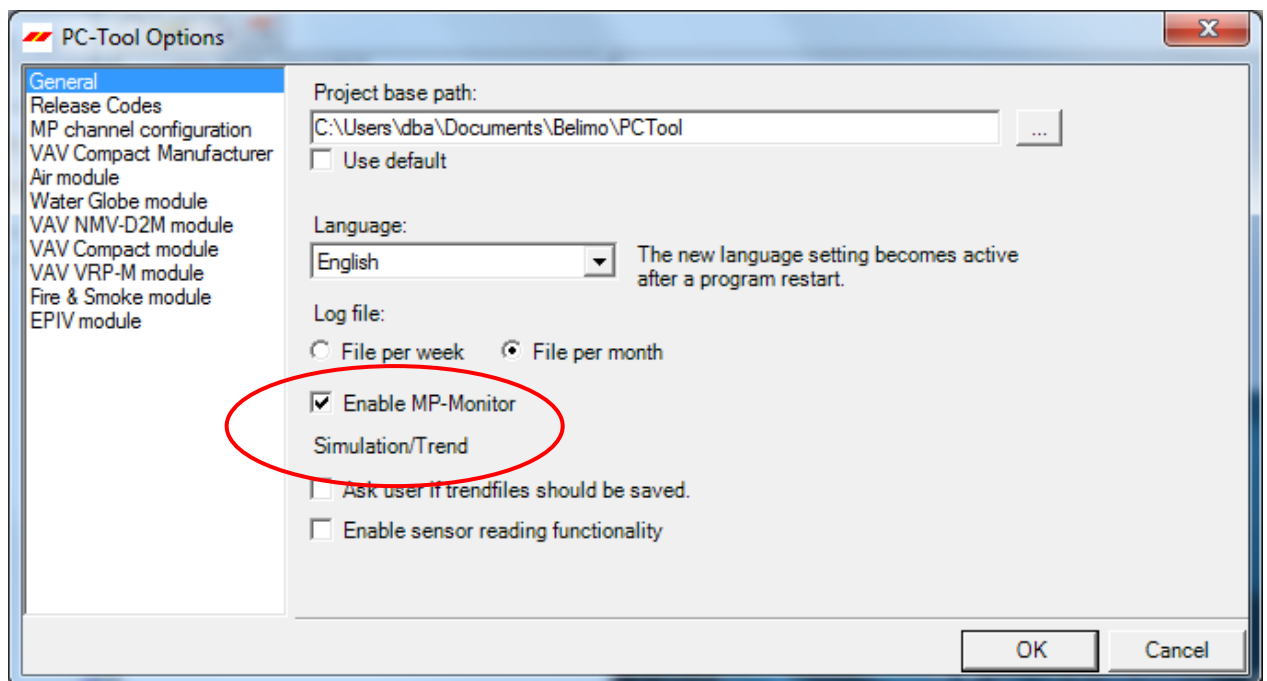 PC-Tool Options
General
Release Codes
MP channel configuration
VAV Compact Manufacturer
Air module
Water Globe module
VAV NMV-D2M module
VAV Compact module
VAV VRP-M module
Fire & Smoke module
EPIV module
Project base path:
C:\Users\dba\Documents\Belimo\PCTool
...
Use default
Language:
English
The new language setting becomes active
after a program restart.
Log file:
File per week File per month
Enable MP-Monitor
Simulation/Trend
Ask user if trendfiles should be saved.
Enable sensor reading functionality
OK Cancel